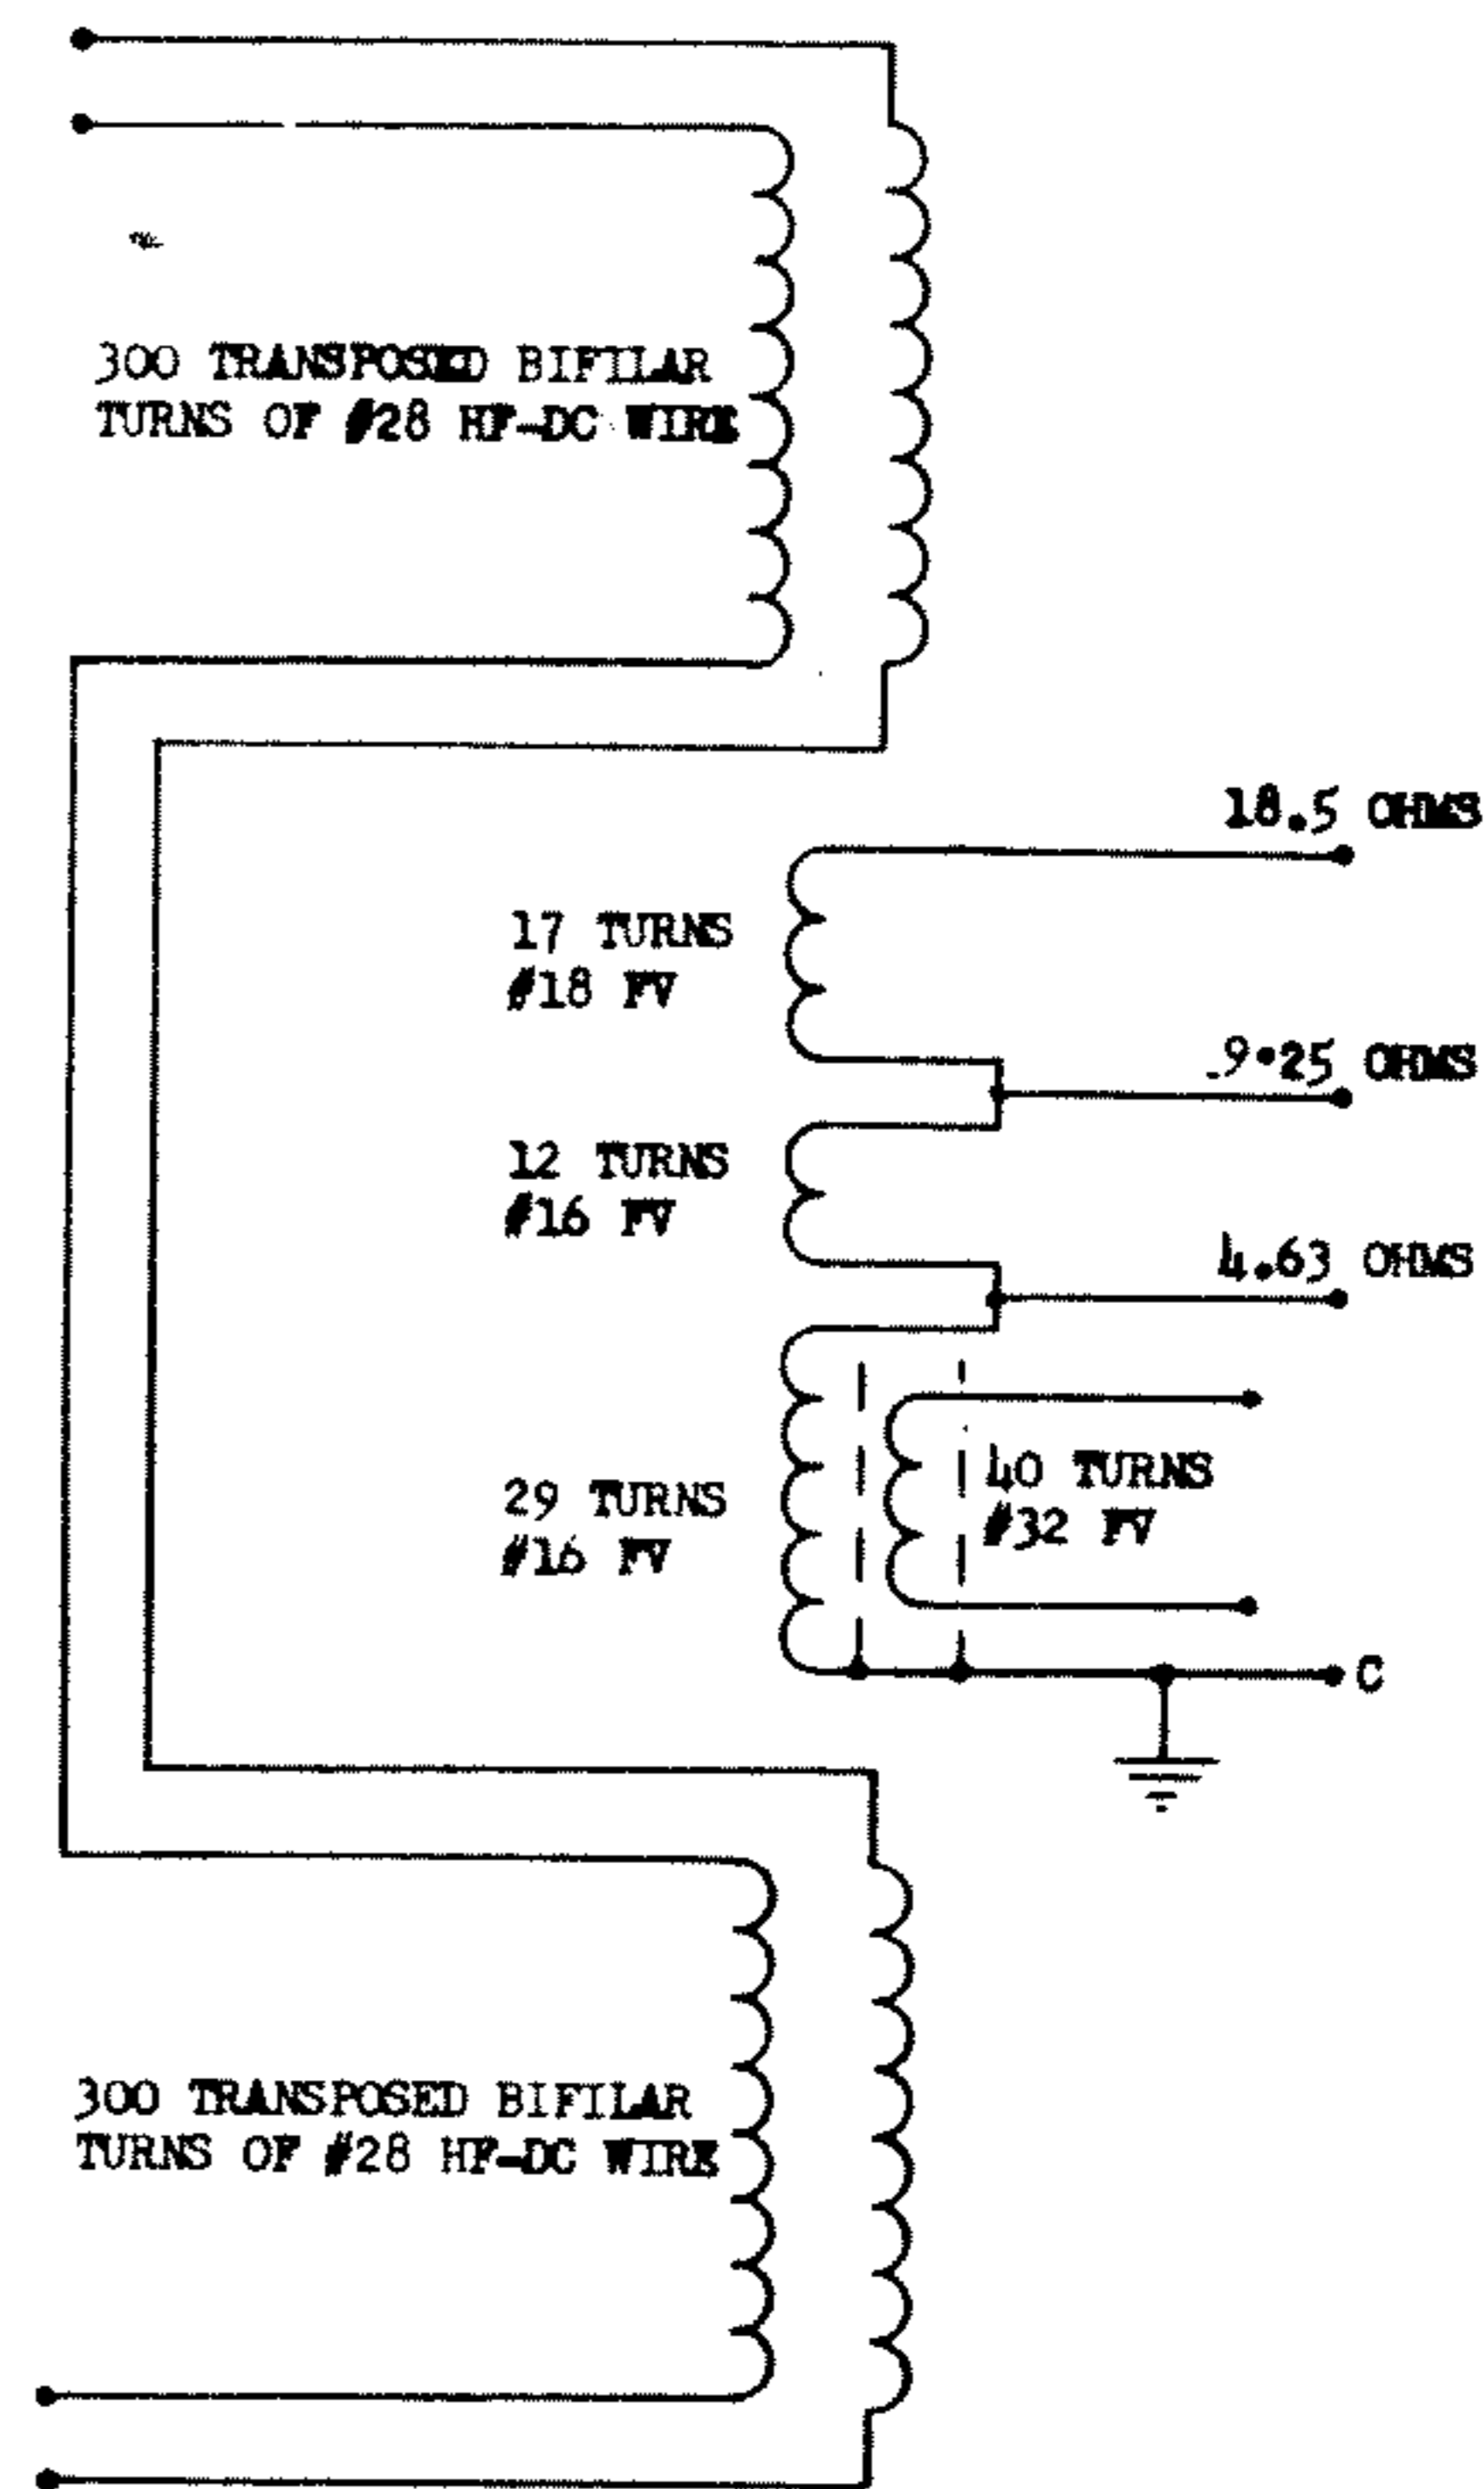 300 TRANSPOSED BIFILAR
TURNS OF #28 HF-DC WIRE
18.5 OHMS
17 TURNS
#18 FV
9.25 OHMS
12 TURNS
#16 FV
4.63 OHMS
29 TURNS
#16 FV
40 TURNS
#32 FV
C
300 TRANSPOSED BIFILAR
TURNS OF #28 HF-DC WIRE